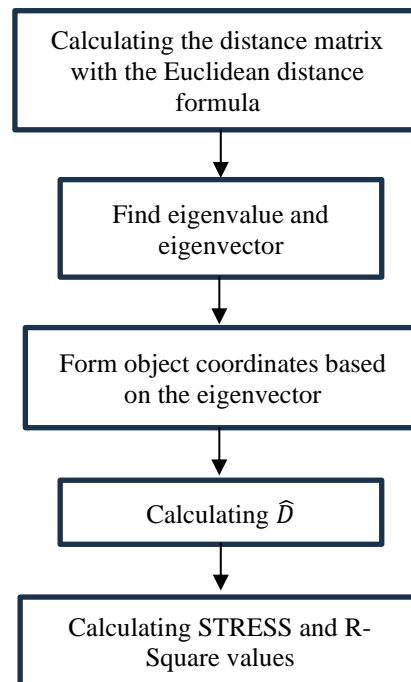 Calculating the distance matrix
with the Euclidean distance
formula
Find eigenvalue and
eigenvector
Form object coordinates based
on the eigenvector
Calculating D̂
Calculating STRESS and R-
Square values